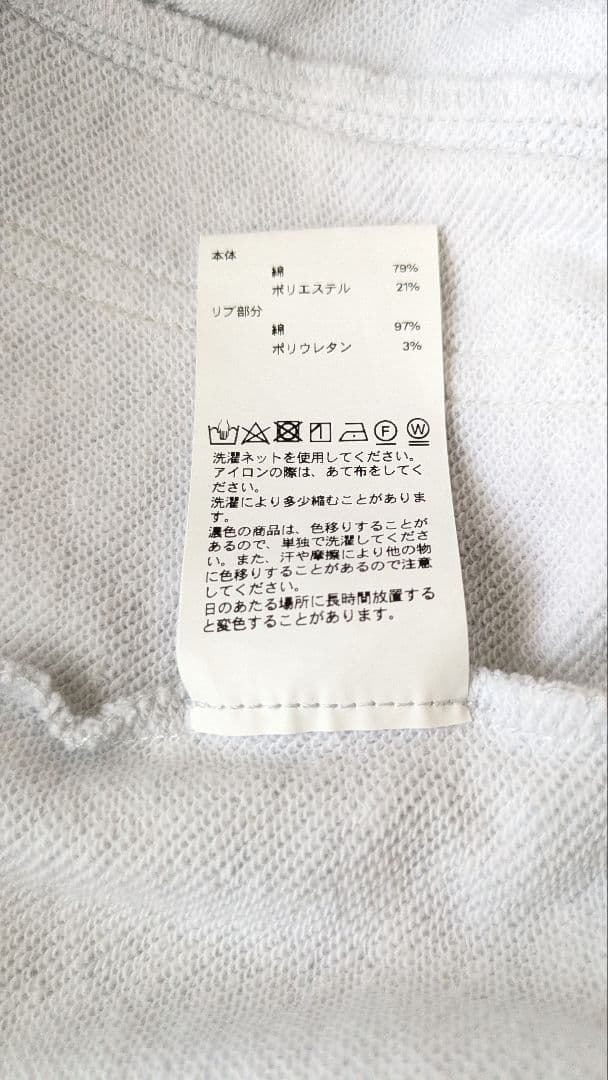 本体
綿 79%
ポリエステル 21%
リブ部分
綿 97%
ポリウレタン 3%
F W
洗濯ネットを使用してください。
アイロンの際は、あて布をしてく
ださい。
洗濯により多少縮むことがありま
す。
濃色の商品は、色移りすることが
あるので、単独で洗濯してくださ
い。また、汗や摩擦により他の物
に色移りすることがあるので注意
してください。
日のあたる場所に長時間放置する
と変色することがあります。